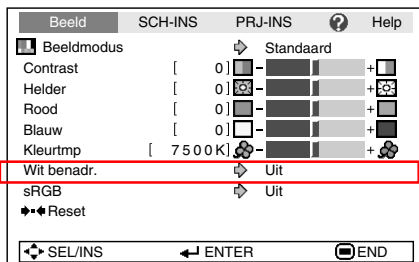 Beeld SCH-INS PRJ-INS ? Help
Beeldmodus Standaard
Contrast [ 0] - +
Helder [ 0] - +
Rood [ 0] - +
Blauw [ 0] - +
Kleurtmp [ 7500K] - +
Wit benadr. Uit
sRGB Uit
Reset
SEL/INS ENTER END